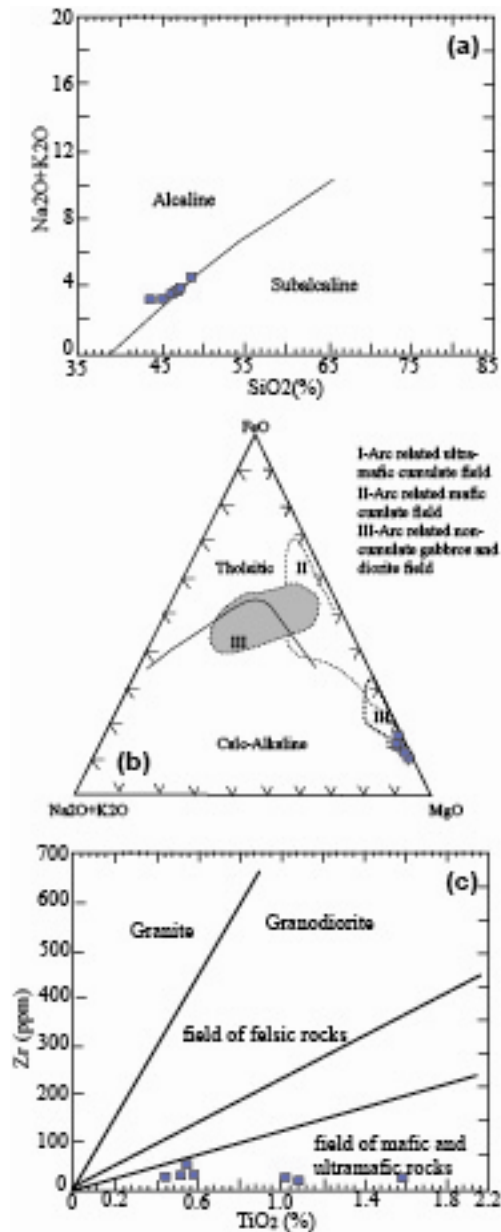 20
(a)
16
12
8
4
0
Na2O+K2O
Alcaline
Subalcaline
35 45 55 65 75 85
SiO2(%)
FeO
I-Arc related ultra-
mafic cumulate field
II-Arc related mafic
cumlate field
III-Arc related non-
cumulate gabbros and
diorite field
Tholeitic
II
III
Calc-Alkaline
(b)
Na2O+K2O
MgO
700
(c)
600
500
400
300
200
100
0
Zr (ppm)
Granite
Granodiorite
field of felsic rocks
field of mafic and
ultramafic rocks
0.2 0.6 1.0 1.4 1.8 2.2
TiO2 (%)